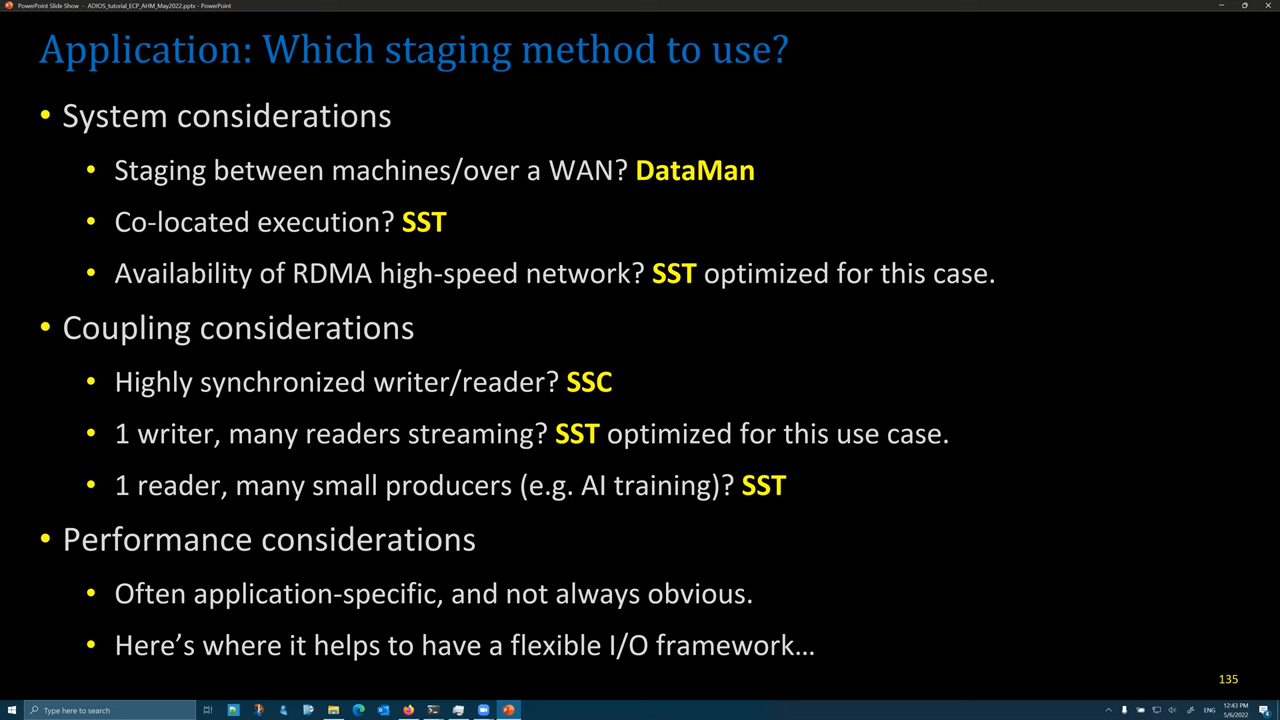 PowerPoint Slide Show - ADIOS_tutorial_ECP_AHM_May2022.pptx - PowerPoint
Application: Which staging method to use?
• System considerations
• Staging between machines/over a WAN? DataMan
• Co-located execution? SST
• Availability of RDMA high-speed network? SST optimized for this case.
• Coupling considerations
• Highly synchronized writer/reader? SSC
• 1 writer, many readers streaming? SST optimized for this use case.
• 1 reader, many small producers (e.g. AI training)? SST
• Performance considerations
• Often application-specific, and not always obvious.
• Here’s where it helps to have a flexible I/O framework…
135
Type here to search
ENG
12:43 PM
5/6/2022